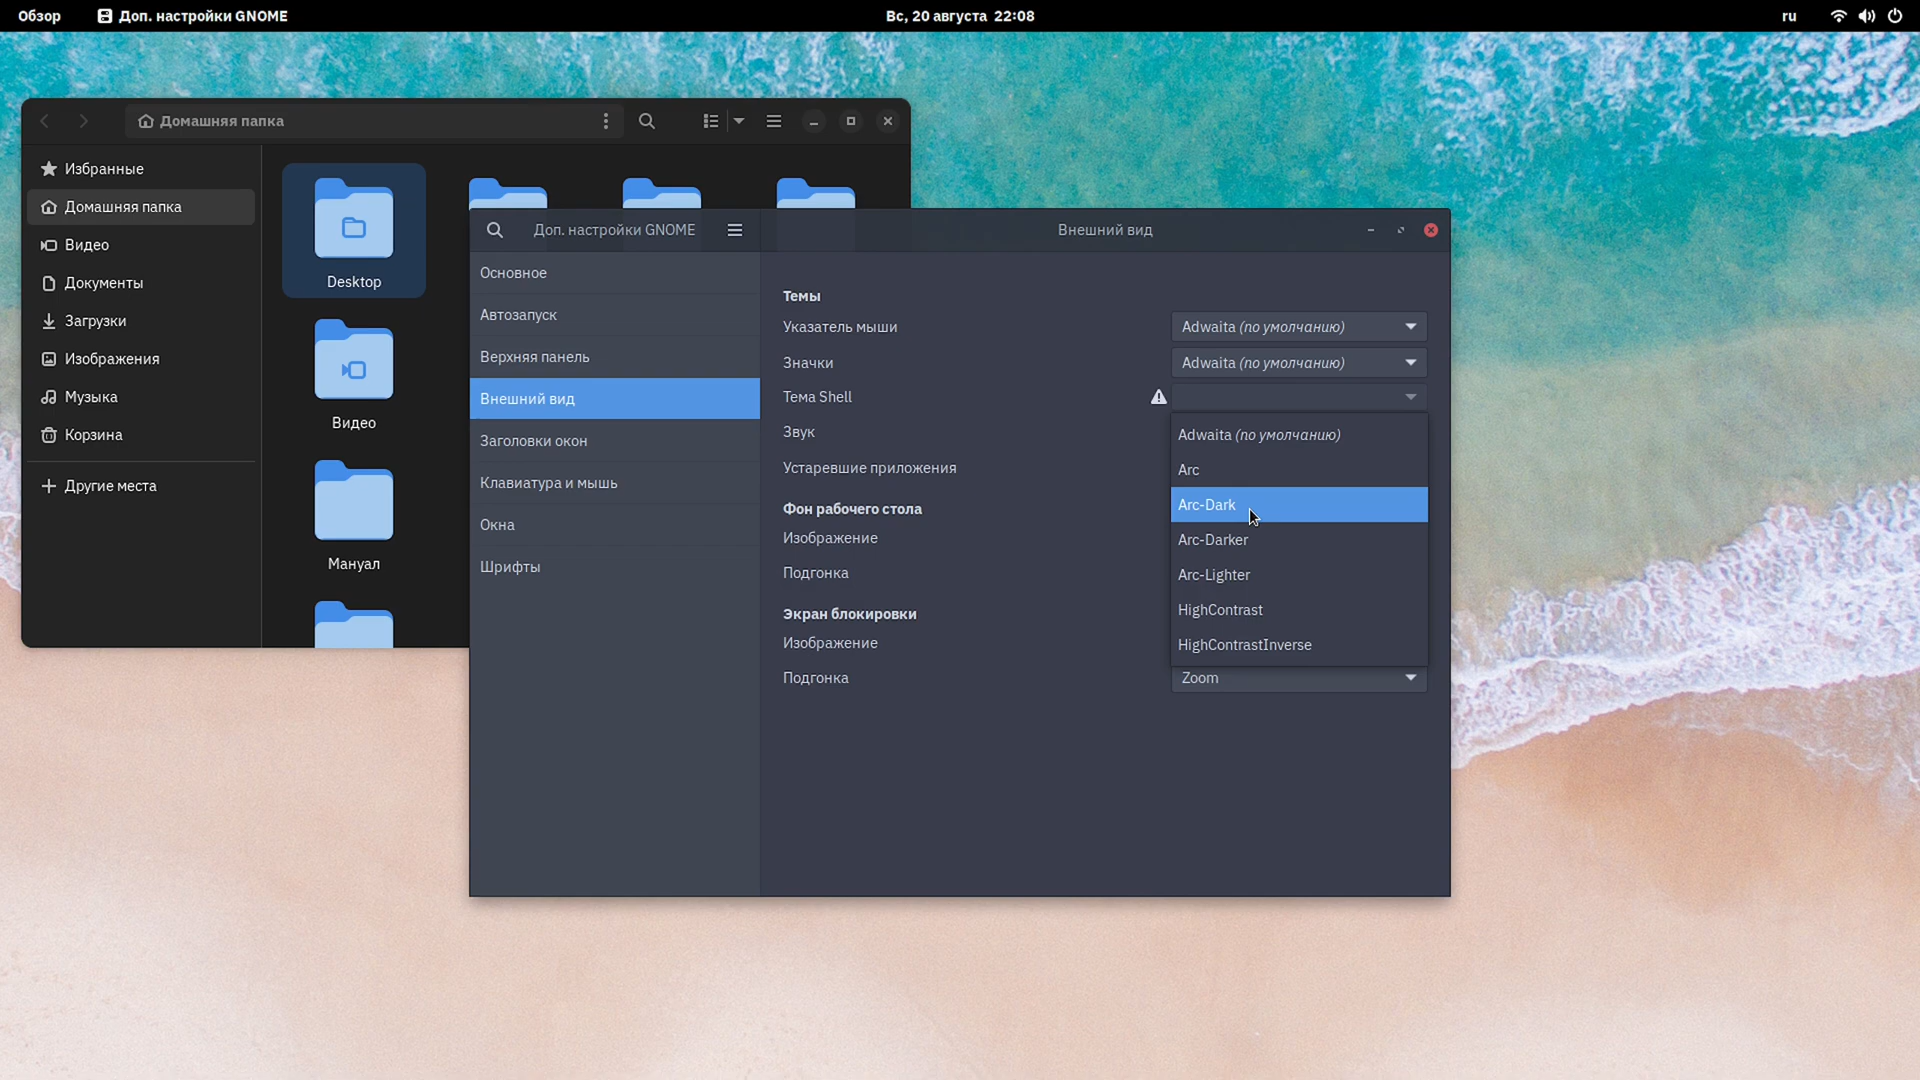 Обзор
Доп. настройки GNOME
Вс, 20 августа 22:08
ru
Домашняя папка
Избранные
Домашняя папка
Видео
Документы
Загрузки
Изображения
Музыка
Корзина
Другие места
Desktop
Видео
Мануал
Доп. настройки GNOME
Внешний вид
Основное
Автозапуск
Верхняя панель
Внешний вид
Заголовки окон
Клавиатура и мышь
Окна
Шрифты
Темы
Указатель мыши
Adwaita (по умолчанию)
Значки
Adwaita (по умолчанию)
Тема Shell
Звук
Устаревшие приложения
Adwaita (по умолчанию)
Arc
Arc-Dark
Arc-Darker
Arc-Lighter
HighContrast
HighContrastInverse
Фон рабочего стола
Изображение
Подгонка
Экран блокировки
Изображение
Подгонка
Zoom